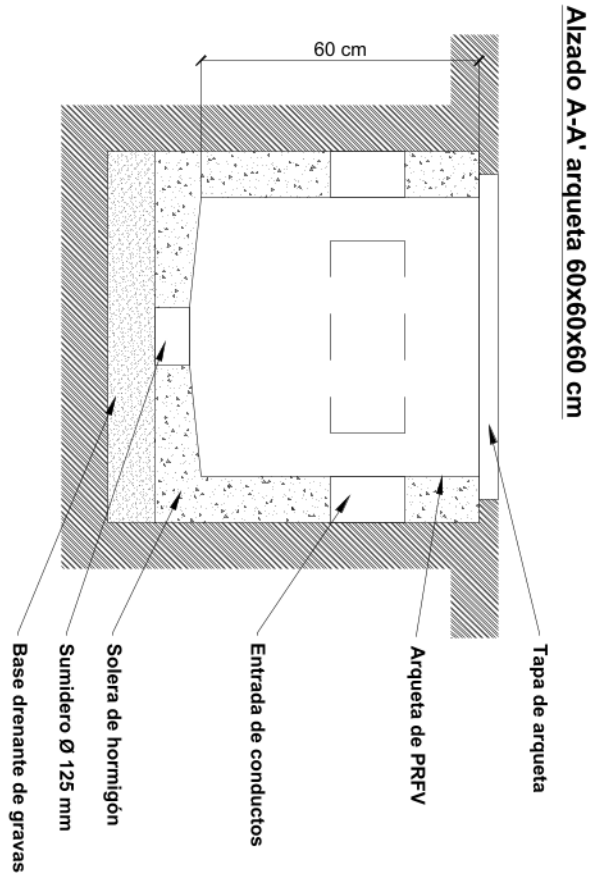 Alzado A-A' arqueta 60x60x60 cm
60 cm
Tapa de arqueta
Arqueta de PRFV
Entrada de conductos
Solera de hormigón
Sumidero Ø 125 mm
Base drenante de gravas